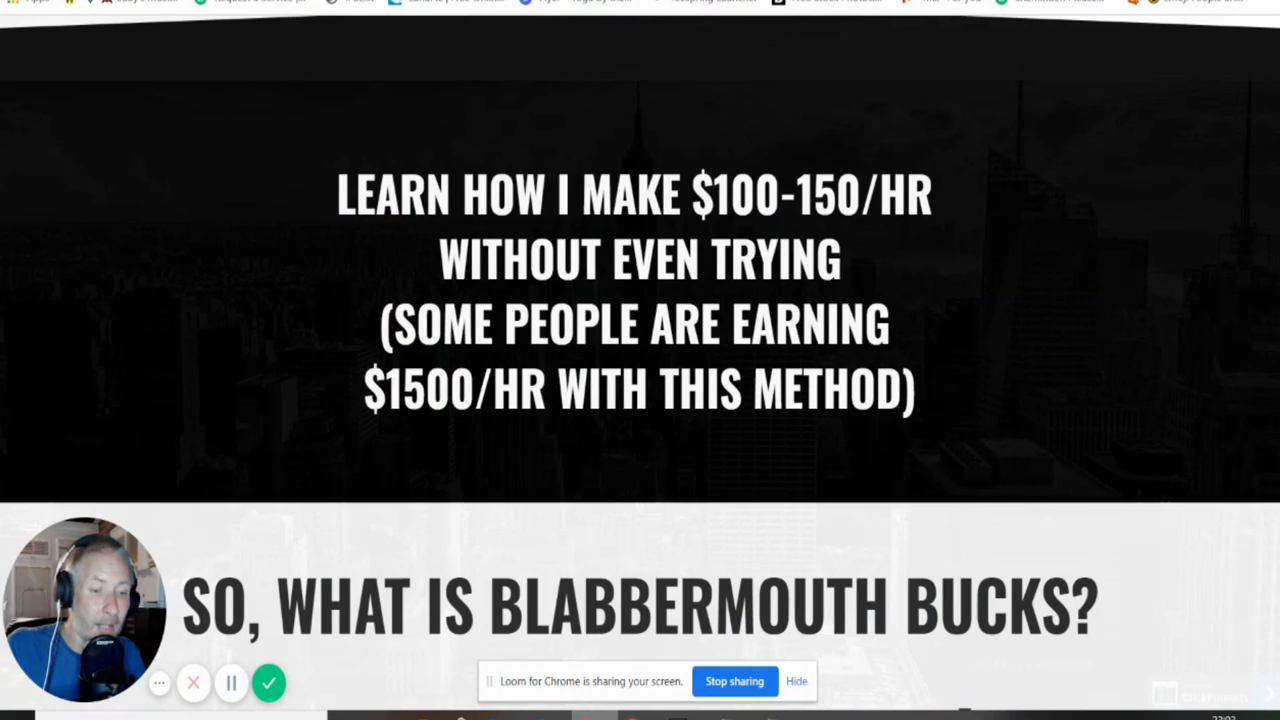 LEARN HOW I MAKE $100-150/HR
WITHOUT EVEN TRYING
(SOME PEOPLE ARE EARNING
$1500/HR WITH THIS METHOD)
SO, WHAT IS BLABBERMOUTH BUCKS?
Loom for Chrome is sharing your screen.
Stop sharing
Hide